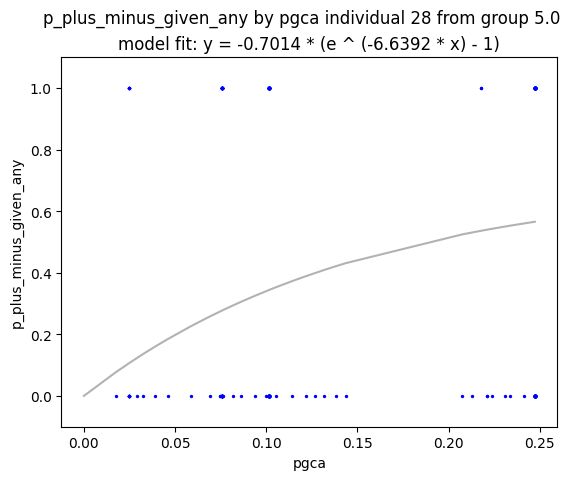 p_plus_minus_given_any by pgca individual 28 from group 5.0
model fit: y = -0.7014 * (e ^ (-6.6392 * x) - 1)
1.0
0.8
0.6
0.4
0.2
0.0
p_plus_minus_given_any
0.00 0.05 0.10 0.15 0.20 0.25
pgca